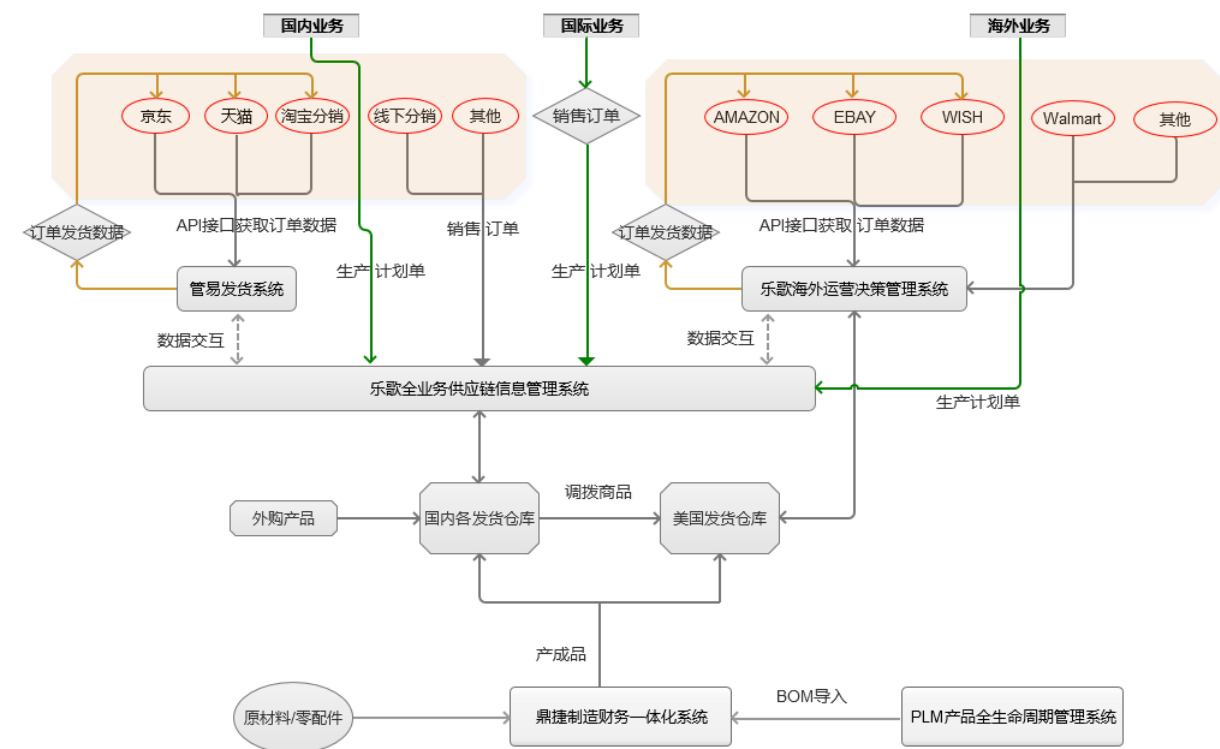 国内业务
国际业务
海外业务
京东
天猫
淘宝分销
线下分销
其他
销售订单
AMAZON
EBAY
WISH
Walmart
其他
订单发货数据
API接口获取订单数据
销售 订单
订单发货数据
API接口获取 订单数据
生产 计划单
生产 计划单
管易发货系统
乐歌海外运营决策管理系统
数据交互
数据交互
乐歌全业务供应链信息管理系统
生产计划单
调拨商品
外购产品
国内各发货仓库
美国发货仓库
产成品
BOM导入
原材料/零配件
鼎捷制造财务一体化系统
PLM产品全生命周期管理系统